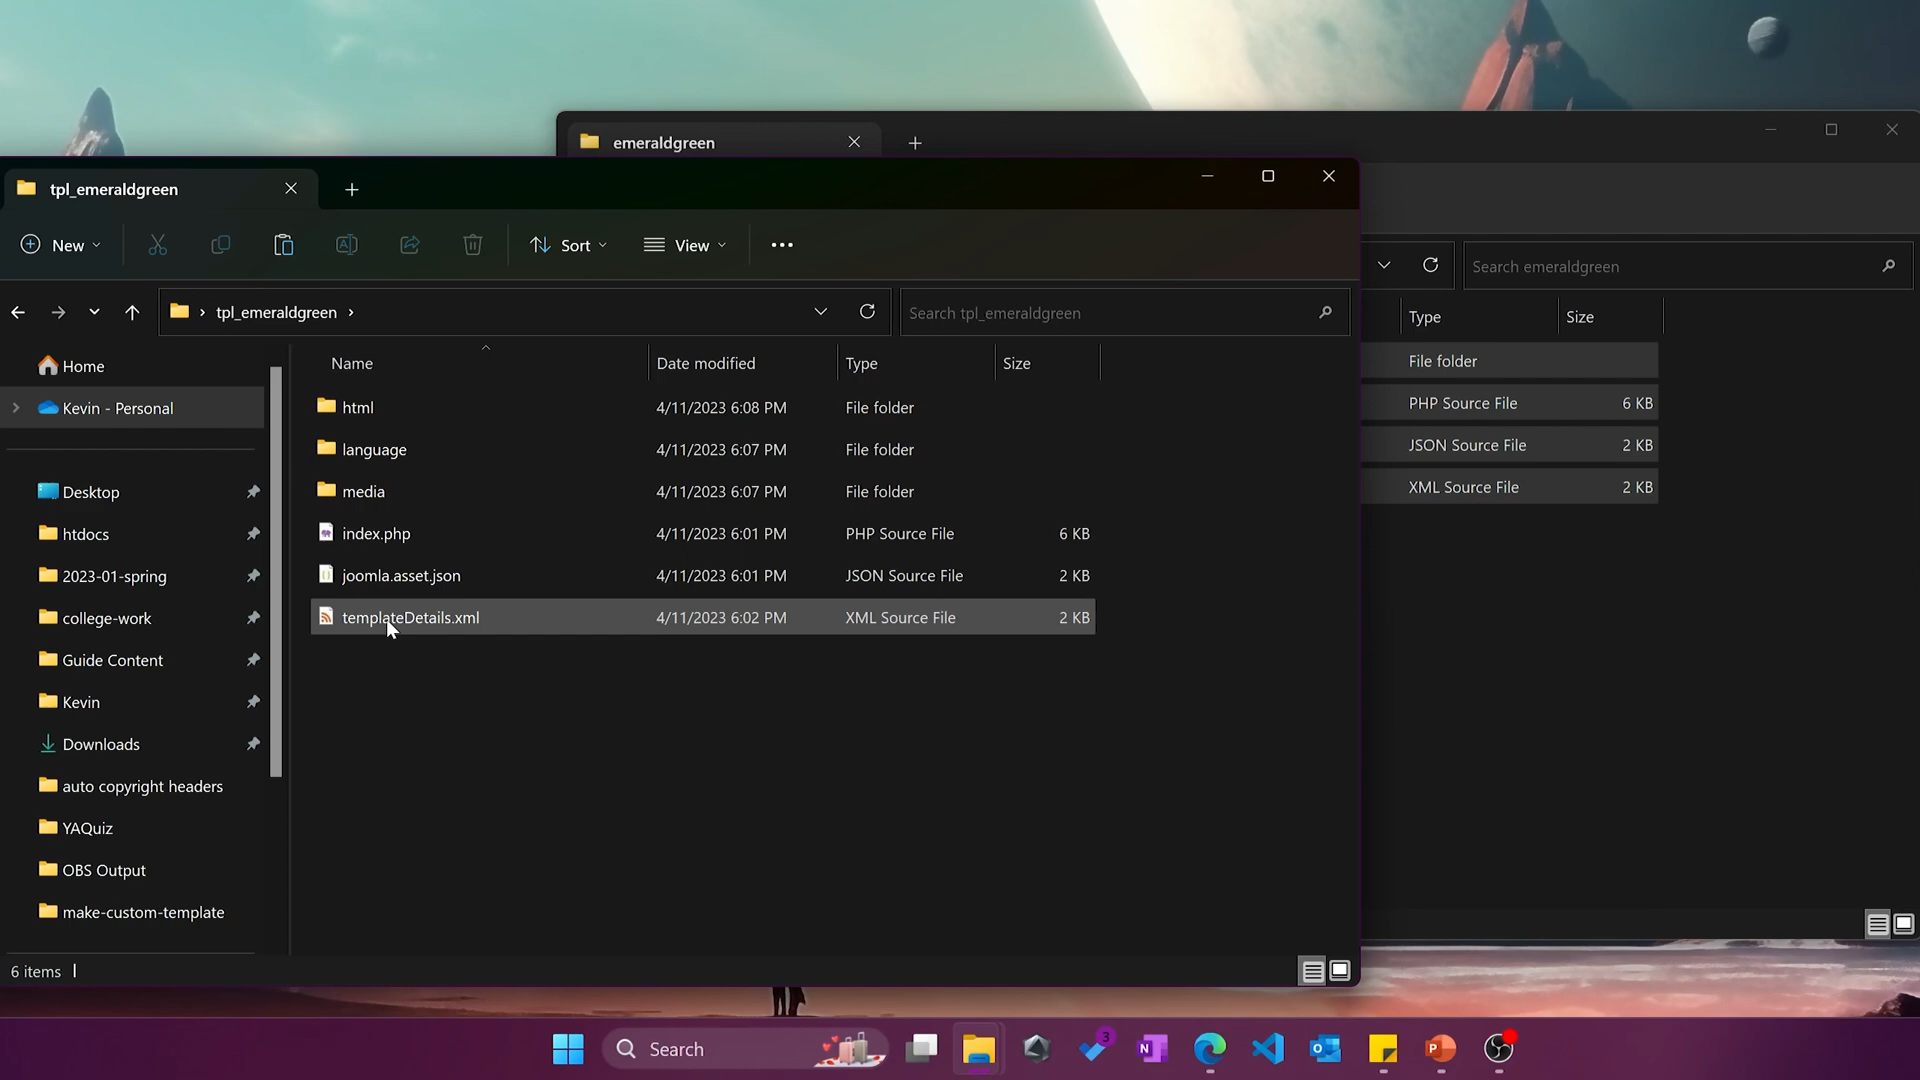 emeraldgreen
tpl_emeraldgreen
New
Sort
View
tpl_emeraldgreen
Search tpl_emeraldgreen
Search emeraldgreen
Type Size
File folder
PHP Source File 6 KB
JSON Source File 2 KB
XML Source File 2 KB
Home
Kevin - Personal
Desktop
htdocs
2023-01-spring
college-work
Guide Content
Kevin
Downloads
auto copyright headers
YAQuiz
OBS Output
make-custom-template
Name Date modified Type Size
html 4/11/2023 6:08 PM File folder
language 4/11/2023 6:07 PM File folder
media 4/11/2023 6:07 PM File folder
index.php 4/11/2023 6:01 PM PHP Source File 6 KB
joomla.asset.json 4/11/2023 6:01 PM JSON Source File 2 KB
templateDetails.xml 4/11/2023 6:02 PM XML Source File 2 KB
6 items
Search
3